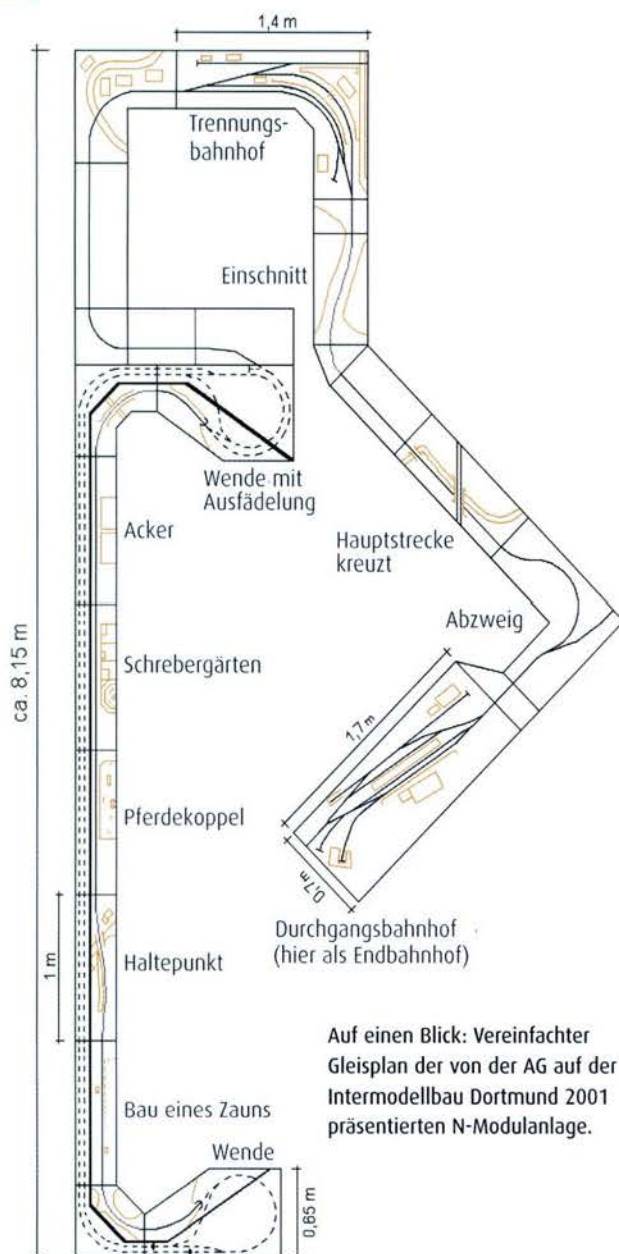 1,4 m
Trennungs-
bahnhof
Einschnitt
Wende mit
Ausfädelung
Hauptstrecke
kreuzt
Acker
Abzweig
ca. 8,15 m
Schrebergärten
1,7 m
Pferdekoppel
0,7 m
Durchgangsbahnhof
(hier als Endbahnhof)
1 m
Haltepunkt
Auf einen Blick: Vereinfachter
Gleisplan der von der AG auf der
Intermodellbau Dortmund 2001
präsentierten N-Modulanlage.
Bau eines Zauns
Wende
0,65 m